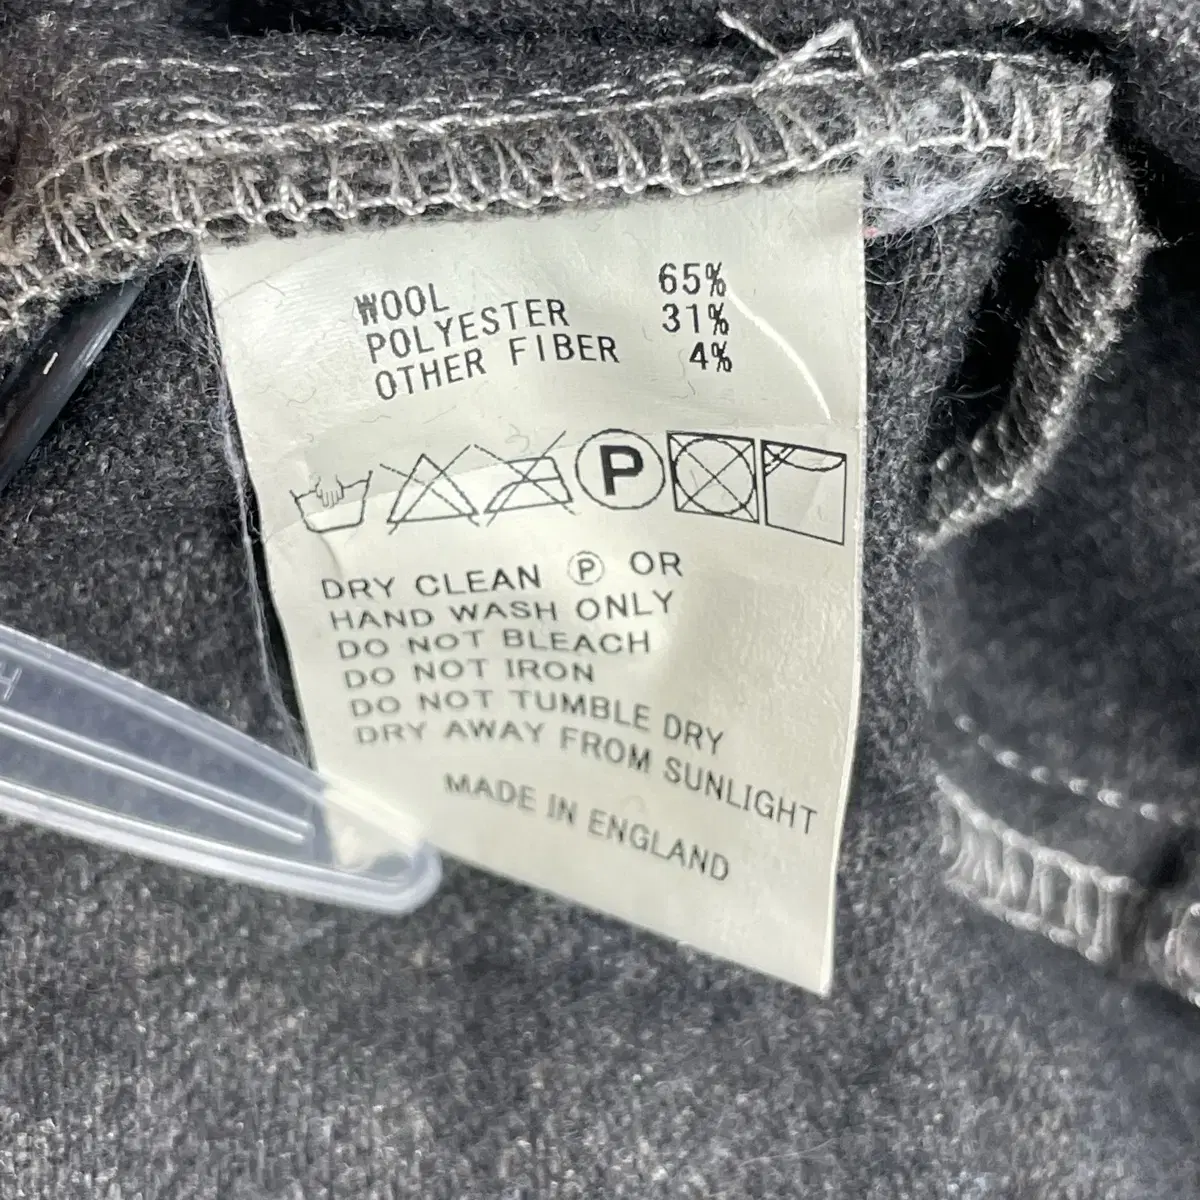 WOOL 65%
POLYESTER 31%
OTHER FIBER 4%
P
DRY CLEAN Ⓟ OR
HAND WASH ONLY
DO NOT BLEACH
DO NOT IRON
DO NOT TUMBLE DRY
DRY AWAY FROM SUNLIGHT
MADE IN ENGLAND